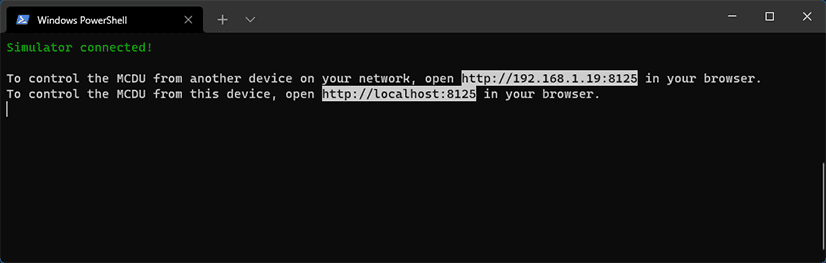 Windows PowerShell
Simulator connected!
To control the MCDU from another device on your network, open http://192.168.1.19:8125 in your browser.
To control the MCDU from this device, open http://localhost:8125 in your browser.